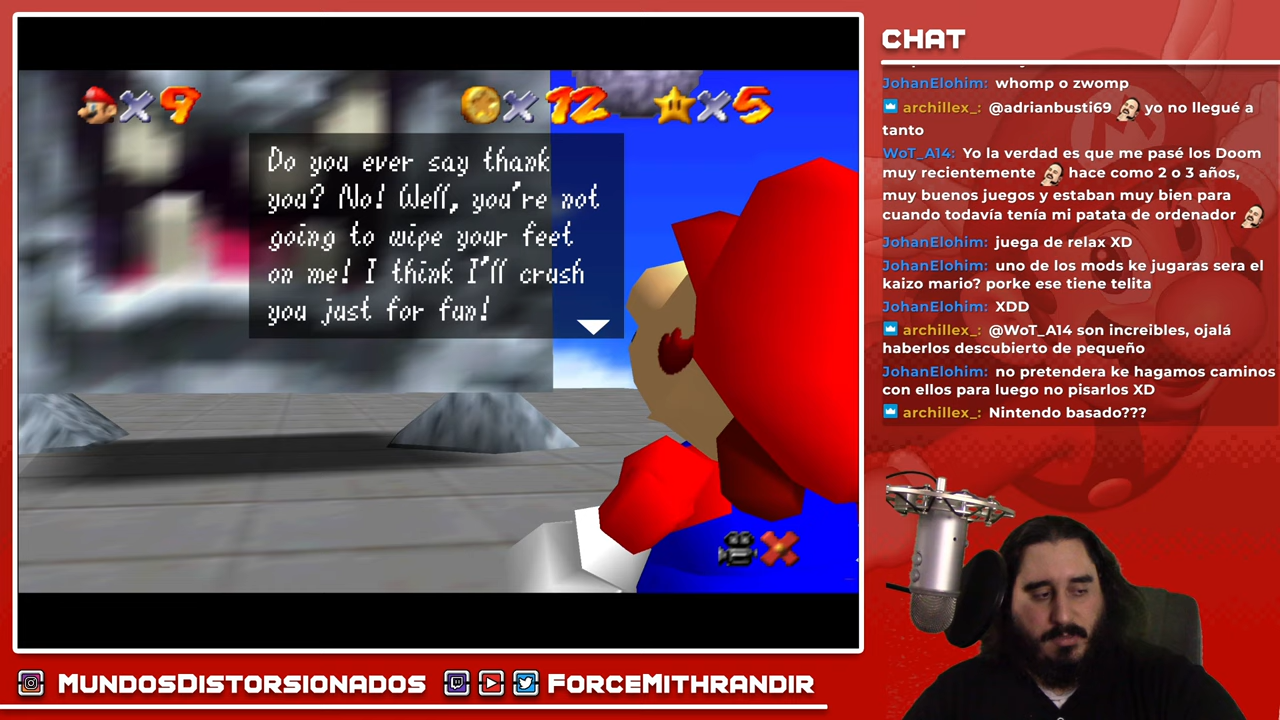 ×9
×12
×5
Do you ever say thank
you? No! Well, you're not
going to wipe your feet
on me! I think I'll crush
you just for fun!
CHAT
JohanElohim: whomp o zwomp
archillex_: @adrianbusti69 yo no llegué a
tanto
WoT_A14: Yo la verdad es que me pasé los Doom
muy recientemente hace como 2 o 3 años,
muy buenos juegos y estaban muy bien para
cuando todavía tenía mi patata de ordenador
JohanElohim: juega de relax XD
JohanElohim: uno de los mods ke jugaras sera el
kaizo mario? porke ese tiene telita
JohanElohim: XDD
archillex_: @WoT_A14 son increibles, ojalá
haberlos descubierto de pequeño
JohanElohim: no pretendera ke hagamos caminos
con ellos para luego no pisarlos XD
archillex_: Nintendo basado???
MUNDOSDISTORSIONADOS
FORCEMITHRANDIR